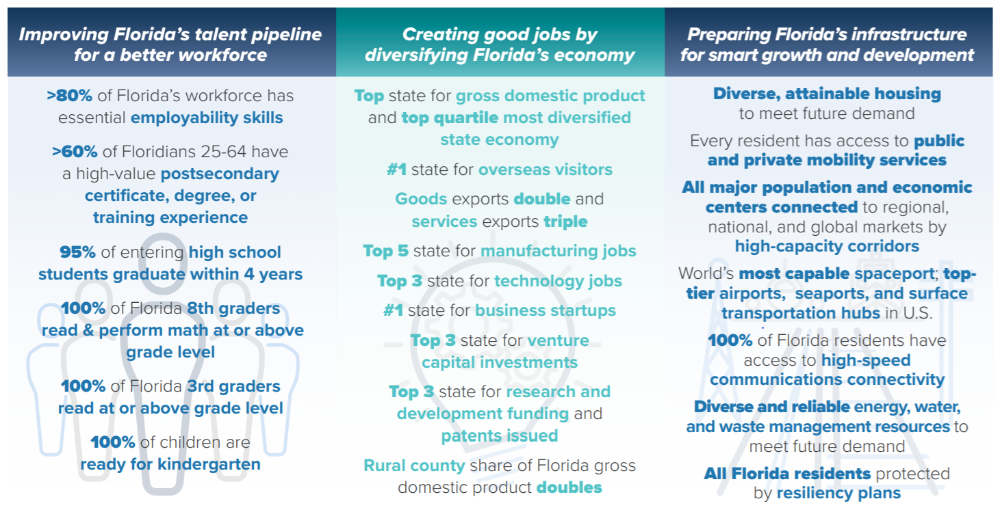 Improving Florida's talent pipeline
for a better workforce
>80% of Florida's workforce has
essential employability skills
>60% of Floridians 25-64 have
a high-value postsecondary
certificate, degree, or
training experience
95% of entering high school
students graduate within 4 years
100% of Florida 8th graders
read & perform math at or above
grade level
100% of Florida 3rd graders
read at or above grade level
100% of children are
ready for kindergarten
Creating good jobs by
diversifying Florida's economy
Top state for gross domestic product
and top quartile most diversified
state economy
#1 state for overseas visitors
Goods exports double and
services exports triple
Top 5 state for manufacturing jobs
Top 3 state for technology jobs
#1 state for business startups
Top 3 state for venture
capital investments
Top 3 state for research and
development funding and
patents issued
Rural county share of Florida gross
domestic product doubles
Preparing Florida's infrastructure
for smart growth and development
Diverse, attainable housing
to meet future demand
Every resident has access to public
and private mobility services
All major population and economic
centers connected to regional,
national, and global markets by
high-capacity corridors
World's most capable spaceport; top-
tier airports, seaports, and surface
transportation hubs in U.S.
100% of Florida residents have
access to high-speed
communications connectivity
Diverse and reliable energy, water,
and waste management resources to
meet future demand
All Florida residents protected
by resiliency plans